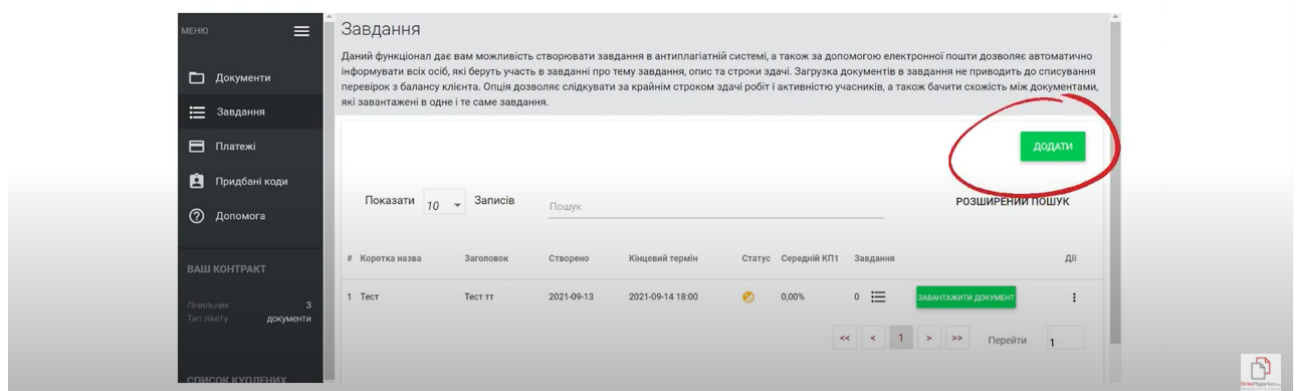 МЕНЮ
Документи
Завдання
Платежі
Придбані коди
Допомога
ВАШ КОНТРАКТ
Лічильник 3
Тип ліміту документи
СПИСОК КУПЛЕНИХ
Завдання
Даний функціонал дає вам можливість створювати завдання в антиплагіатній системі, а також за допомогою електронної пошти дозволяє автоматично
інформувати всіх осіб, які беруть участь в завданні про тему завдання, опис та строки здачі. Загрузка документів в завдання не приводить до списування
перевірок з балансу клієнта. Опція дозволяє слідкувати за крайнім строком здачі робіт і активністю учасників, а також бачити схожість між документами,
які завантажені в одне і те саме завдання.
ДОДАТИ
Показати 10 Записів Пошук РОЗШИРЕНИЙ ПОШУК
# Коротка назва Заголовок Створено Кінцевий термін Статус Середній КП1 Завдання Дії
1 Тест Тест тт 2021-09-13 2021-09-14 18:00 0,00% 0 ЗАВАНТАЖИТИ ДОКУМЕНТ
<< < 1 > >> Перейти 1